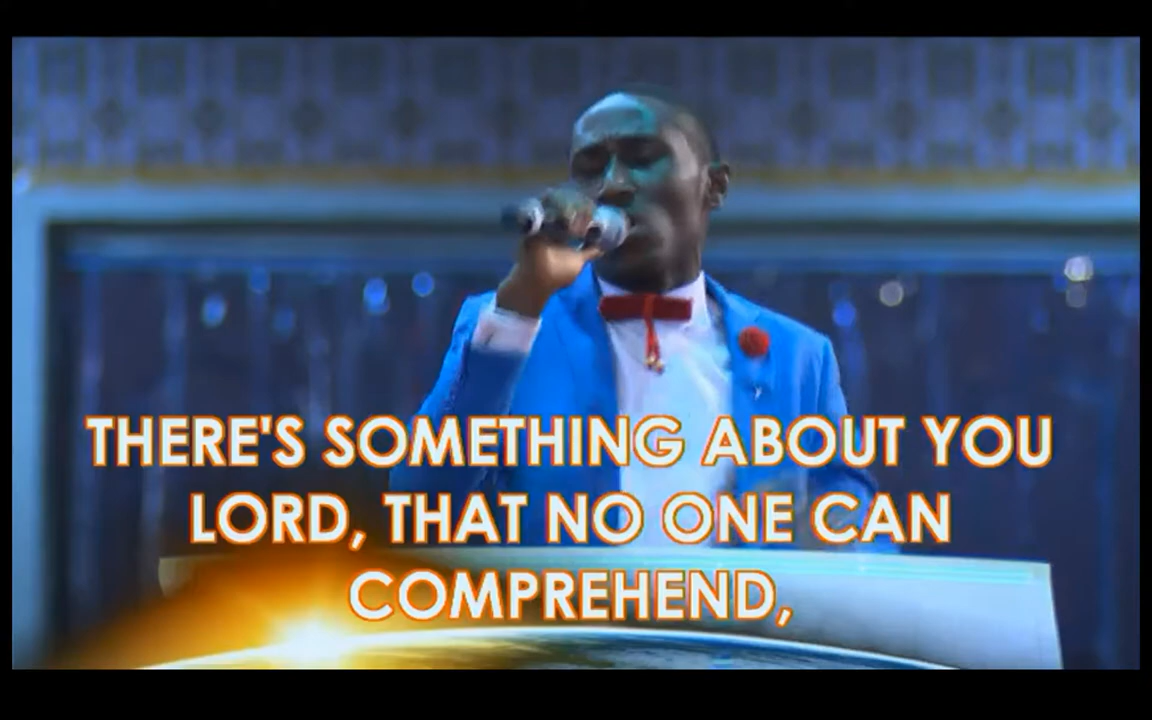 THERE'S SOMETHING ABOUT YOU
LORD, THAT NO ONE CAN
COMPREHEND,